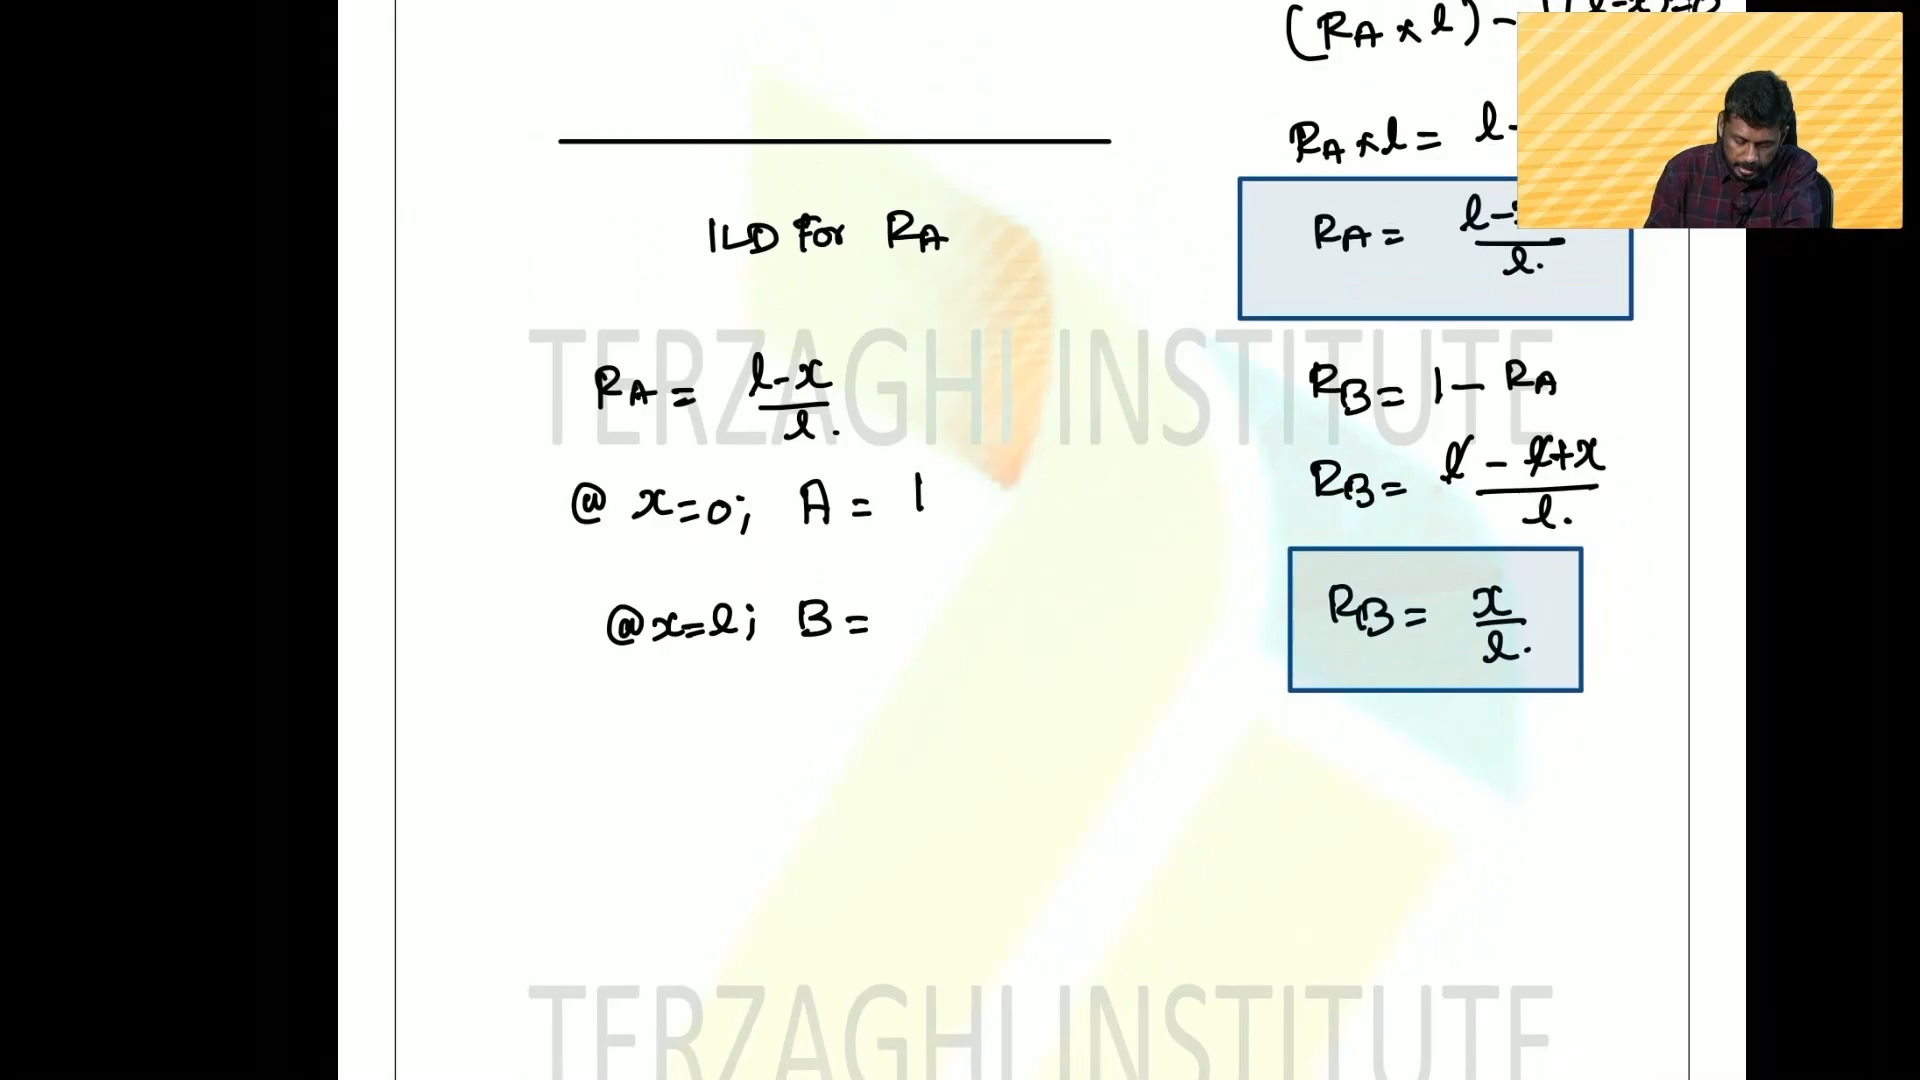 (RA × l) -
RA × l = l -
RA = l - / l.
ILD For RA
RA = l - x / l.
@ x = 0; A = 1
@ x = l; B =
RB = 1 - RA
RB = l - l + x / l.
RB = x / l.
TERZAGHI INSTITUTE
TERZAGHI INSTITUTE